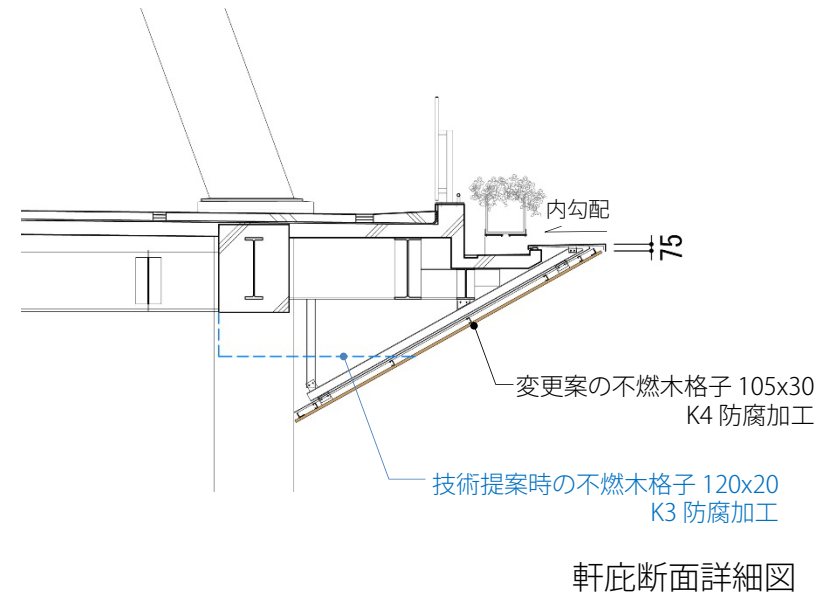 内勾配
75
変更案の不燃木格子 105x30
K4 防腐加工
技術提案時の不燃木格子 120x20
K3 防腐加工
軒庇断面詳細図